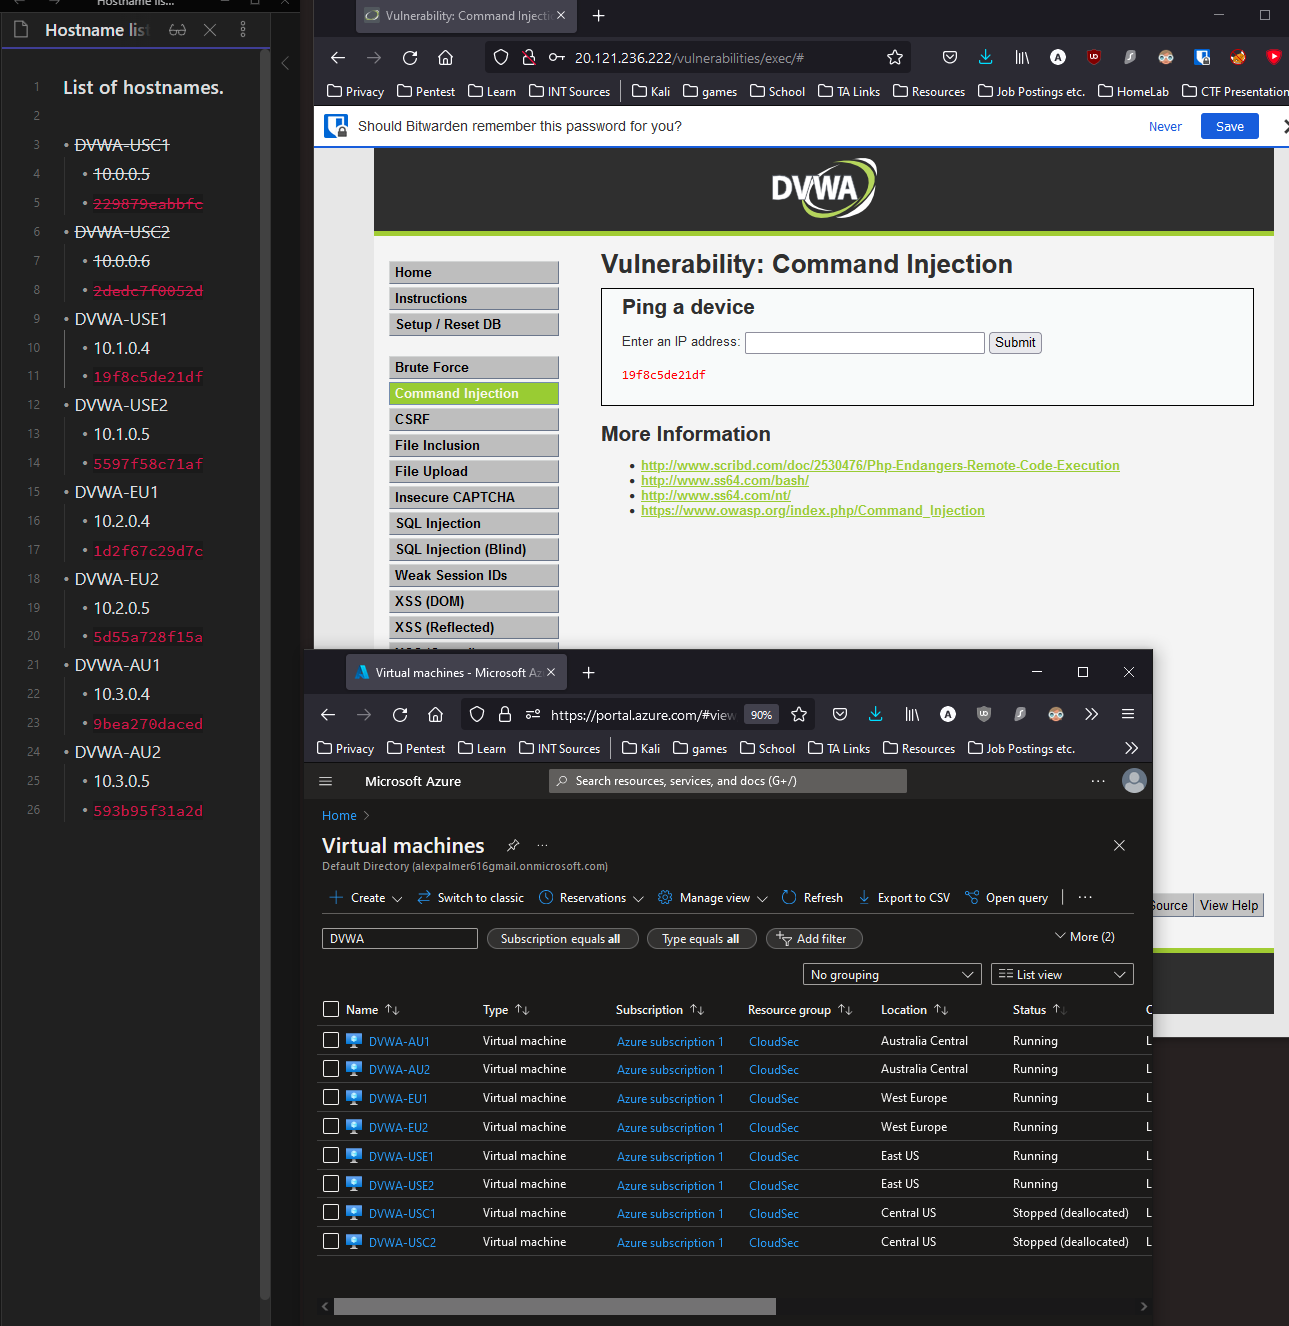 Hostname lis...
Hostname list
1 List of hostnames.
2
3 • DVWA-USC1
4 • 10.0.0.5
5 • 229879eabbfc
6 • DVWA-USC2
7 • 10.0.0.6
8 • 2dedc7f0052d
9 • DVWA-USE1
10 • 10.1.0.4
11 • 19f8c5de21df
12 • DVWA-USE2
13 • 10.1.0.5
14 • 5597f58c71af
15 • DVWA-EU1
16 • 10.2.0.4
17 • 1d2f67c29d7c
18 • DVWA-EU2
19 • 10.2.0.5
20 • 5d55a728f15a
21 • DVWA-AU1
22 • 10.3.0.4
23 • 9bea270daced
24 • DVWA-AU2
25 • 10.3.0.5
26 • 593b95f31a2d
Vulnerability: Command Injecti
20.121.236.222/vulnerabilities/exec/#
Privacy Pentest Learn INT Sources Kali games School TA Links Resources Job Postings etc. HomeLab CTF Presentation
Should Bitwarden remember this password for you? Never Save
DVWA
Home
Instructions
Setup / Reset DB
Brute Force
Command Injection
CSRF
File Inclusion
File Upload
Insecure CAPTCHA
SQL Injection
SQL Injection (Blind)
Weak Session IDs
XSS (DOM)
XSS (Reflected)
Vulnerability: Command Injection
Ping a device
Enter an IP address: Submit
19f8c5de21df
More Information
• http://www.scribd.com/doc/2530476/Php-Endangers-Remote-Code-Execution
• http://www.ss64.com/bash/
• http://www.ss64.com/nt/
• https://www.owasp.org/index.php/Command_Injection
Source View Help
Virtual machines - Microsoft Az
https://portal.azure.com/#view 90%
Privacy Pentest Learn INT Sources Kali games School TA Links Resources Job Postings etc.
Microsoft Azure Search resources, services, and docs (G+/) ...
Home >
Virtual machines ...
Default Directory (alexpalmer616gmail.onmicrosoft.com)
Create Switch to classic Reservations Manage view Refresh Export to CSV Open query ...
DVWA Subscription equals all Type equals all Add filter More (2)
No grouping List view
Name Type Subscription Resource group Location Status
DVWA-AU1 Virtual machine Azure subscription 1 CloudSec Australia Central Running L
DVWA-AU2 Virtual machine Azure subscription 1 CloudSec Australia Central Running L
DVWA-EU1 Virtual machine Azure subscription 1 CloudSec West Europe Running L
DVWA-EU2 Virtual machine Azure subscription 1 CloudSec West Europe Running L
DVWA-USE1 Virtual machine Azure subscription 1 CloudSec East US Running L
DVWA-USE2 Virtual machine Azure subscription 1 CloudSec East US Running L
DVWA-USC1 Virtual machine Azure subscription 1 CloudSec Central US Stopped (deallocated) L
DVWA-USC2 Virtual machine Azure subscription 1 CloudSec Central US Stopped (deallocated) L